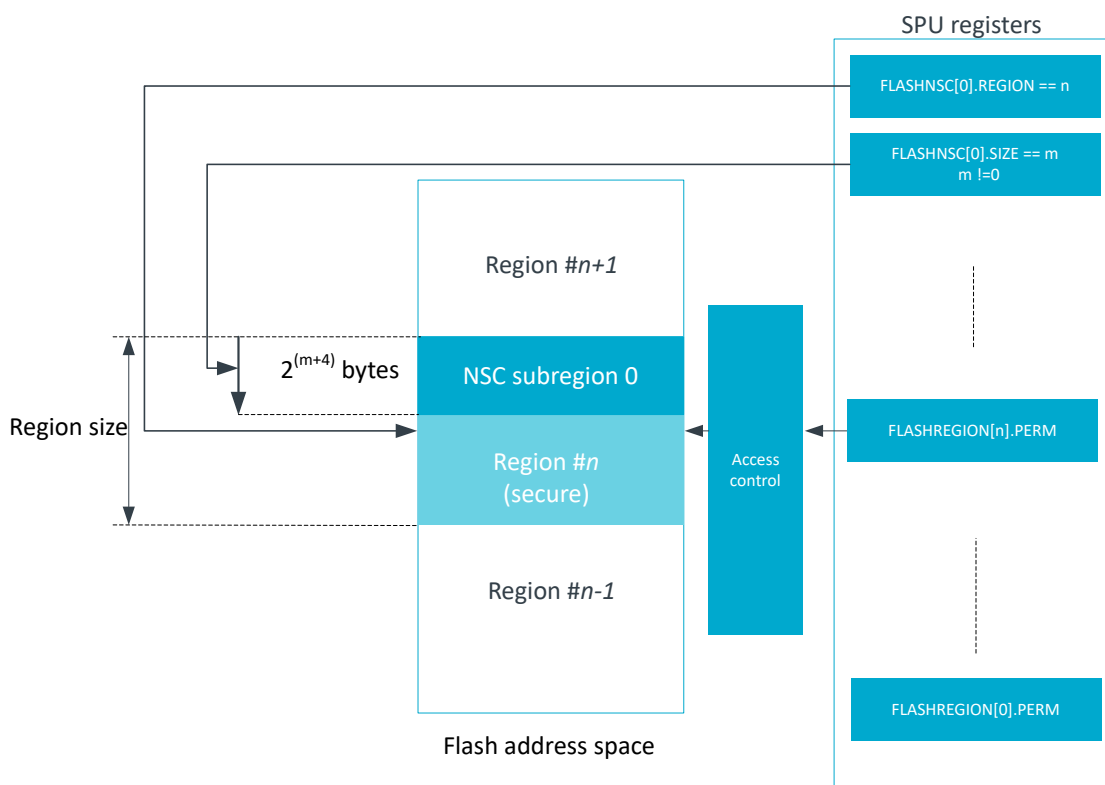 SPU registers
FLASHNSC[0].REGION == n
FLASHNSC[0].SIZE == m
m !=0
Region #n+1
2(m+4) bytes
NSC subregion 0
Region size
FLASHREGION[n].PERM
Region #n
(secure)
Access
control
Region #n-1
FLASHREGION[0].PERM
Flash address space